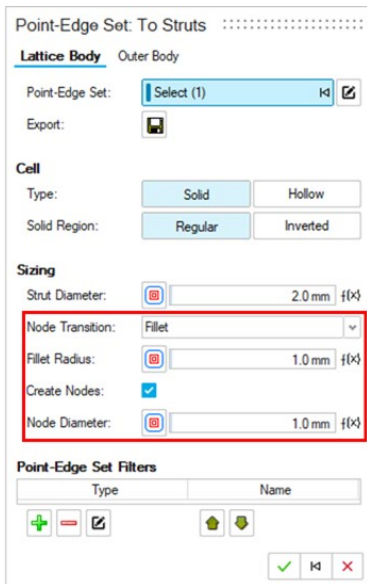 Point-Edge Set: To Struts
Lattice Body Outer Body
Point-Edge Set: Select (1)
Export:
Cell
Type: Solid Hollow
Solid Region: Regular Inverted
Sizing
Strut Diameter: 2.0 mm f(x)
Node Transition: Fillet
Fillet Radius: 1.0 mm f(x)
Create Nodes:
Node Diameter: 1.0 mm f(x)
Point-Edge Set Filters
Type Name